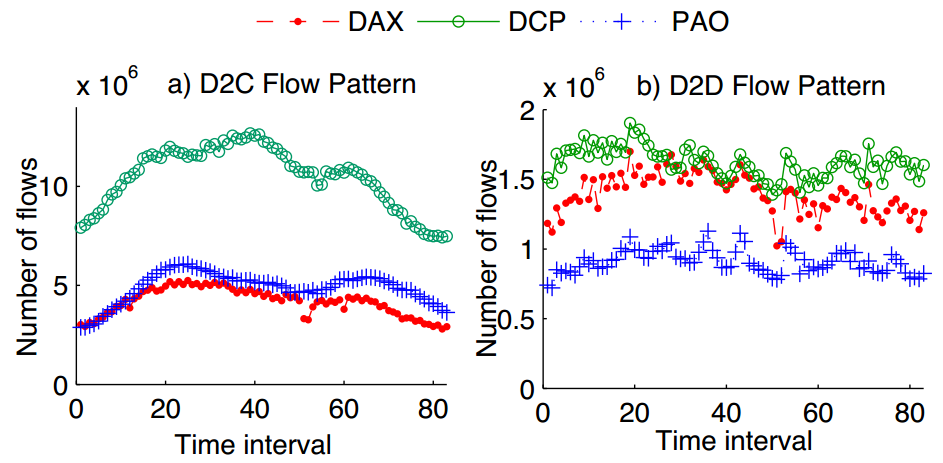 DAX DCP PAO
x 10^6 a) D2C Flow Pattern
Number of flows
10
5
0
0 20 40 60 80
Time interval
x 10^6 b) D2D Flow Pattern
Number of flows
2
1.5
1
0.5
0
0 20 40 60 80
Time interval